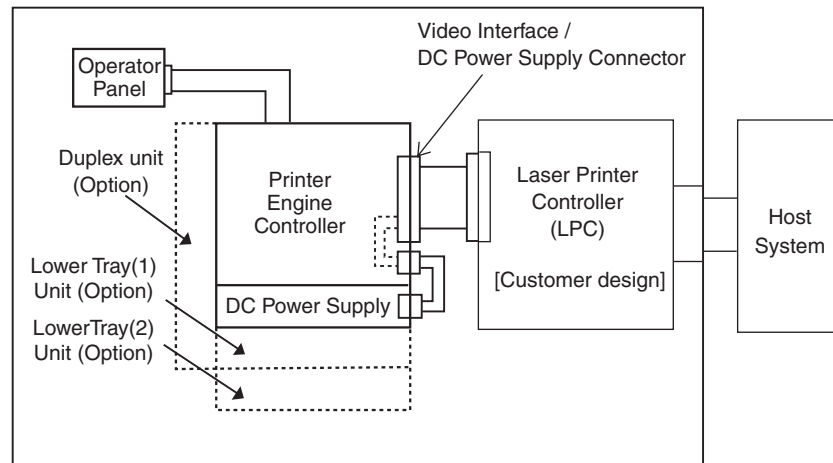 Operator
Panel
Video Interface /
DC Power Supply Connector
Duplex unit
(Option)
Printer
Engine
Controller
Laser Printer
Controller
(LPC)
[Customer design]
Host
System
Lower Tray(1)
Unit (Option)
DC Power Supply
LowerTray(2)
Unit (Option)